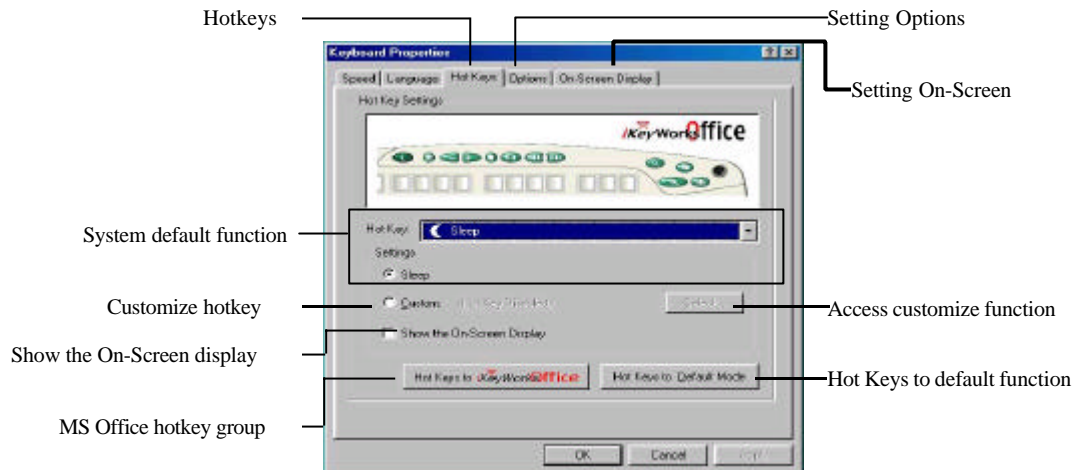 Hotkeys
Setting Options
Keyboard Properties
Speed Language Hot Keys Options On-Screen Display
Setting On-Screen
Hot Key Settings
iKeyWorksOffice
System default function
Hot Key: Sleep
Settings
Sleep
Customize hotkey
Custom
Access customize function
Show the On-Screen display
Show the On-Screen Display
Hot Keys to iKeyWorksOffice
Hot Keys to Default Mode
Hot Keys to default function
MS Office hotkey group
OK Cancel